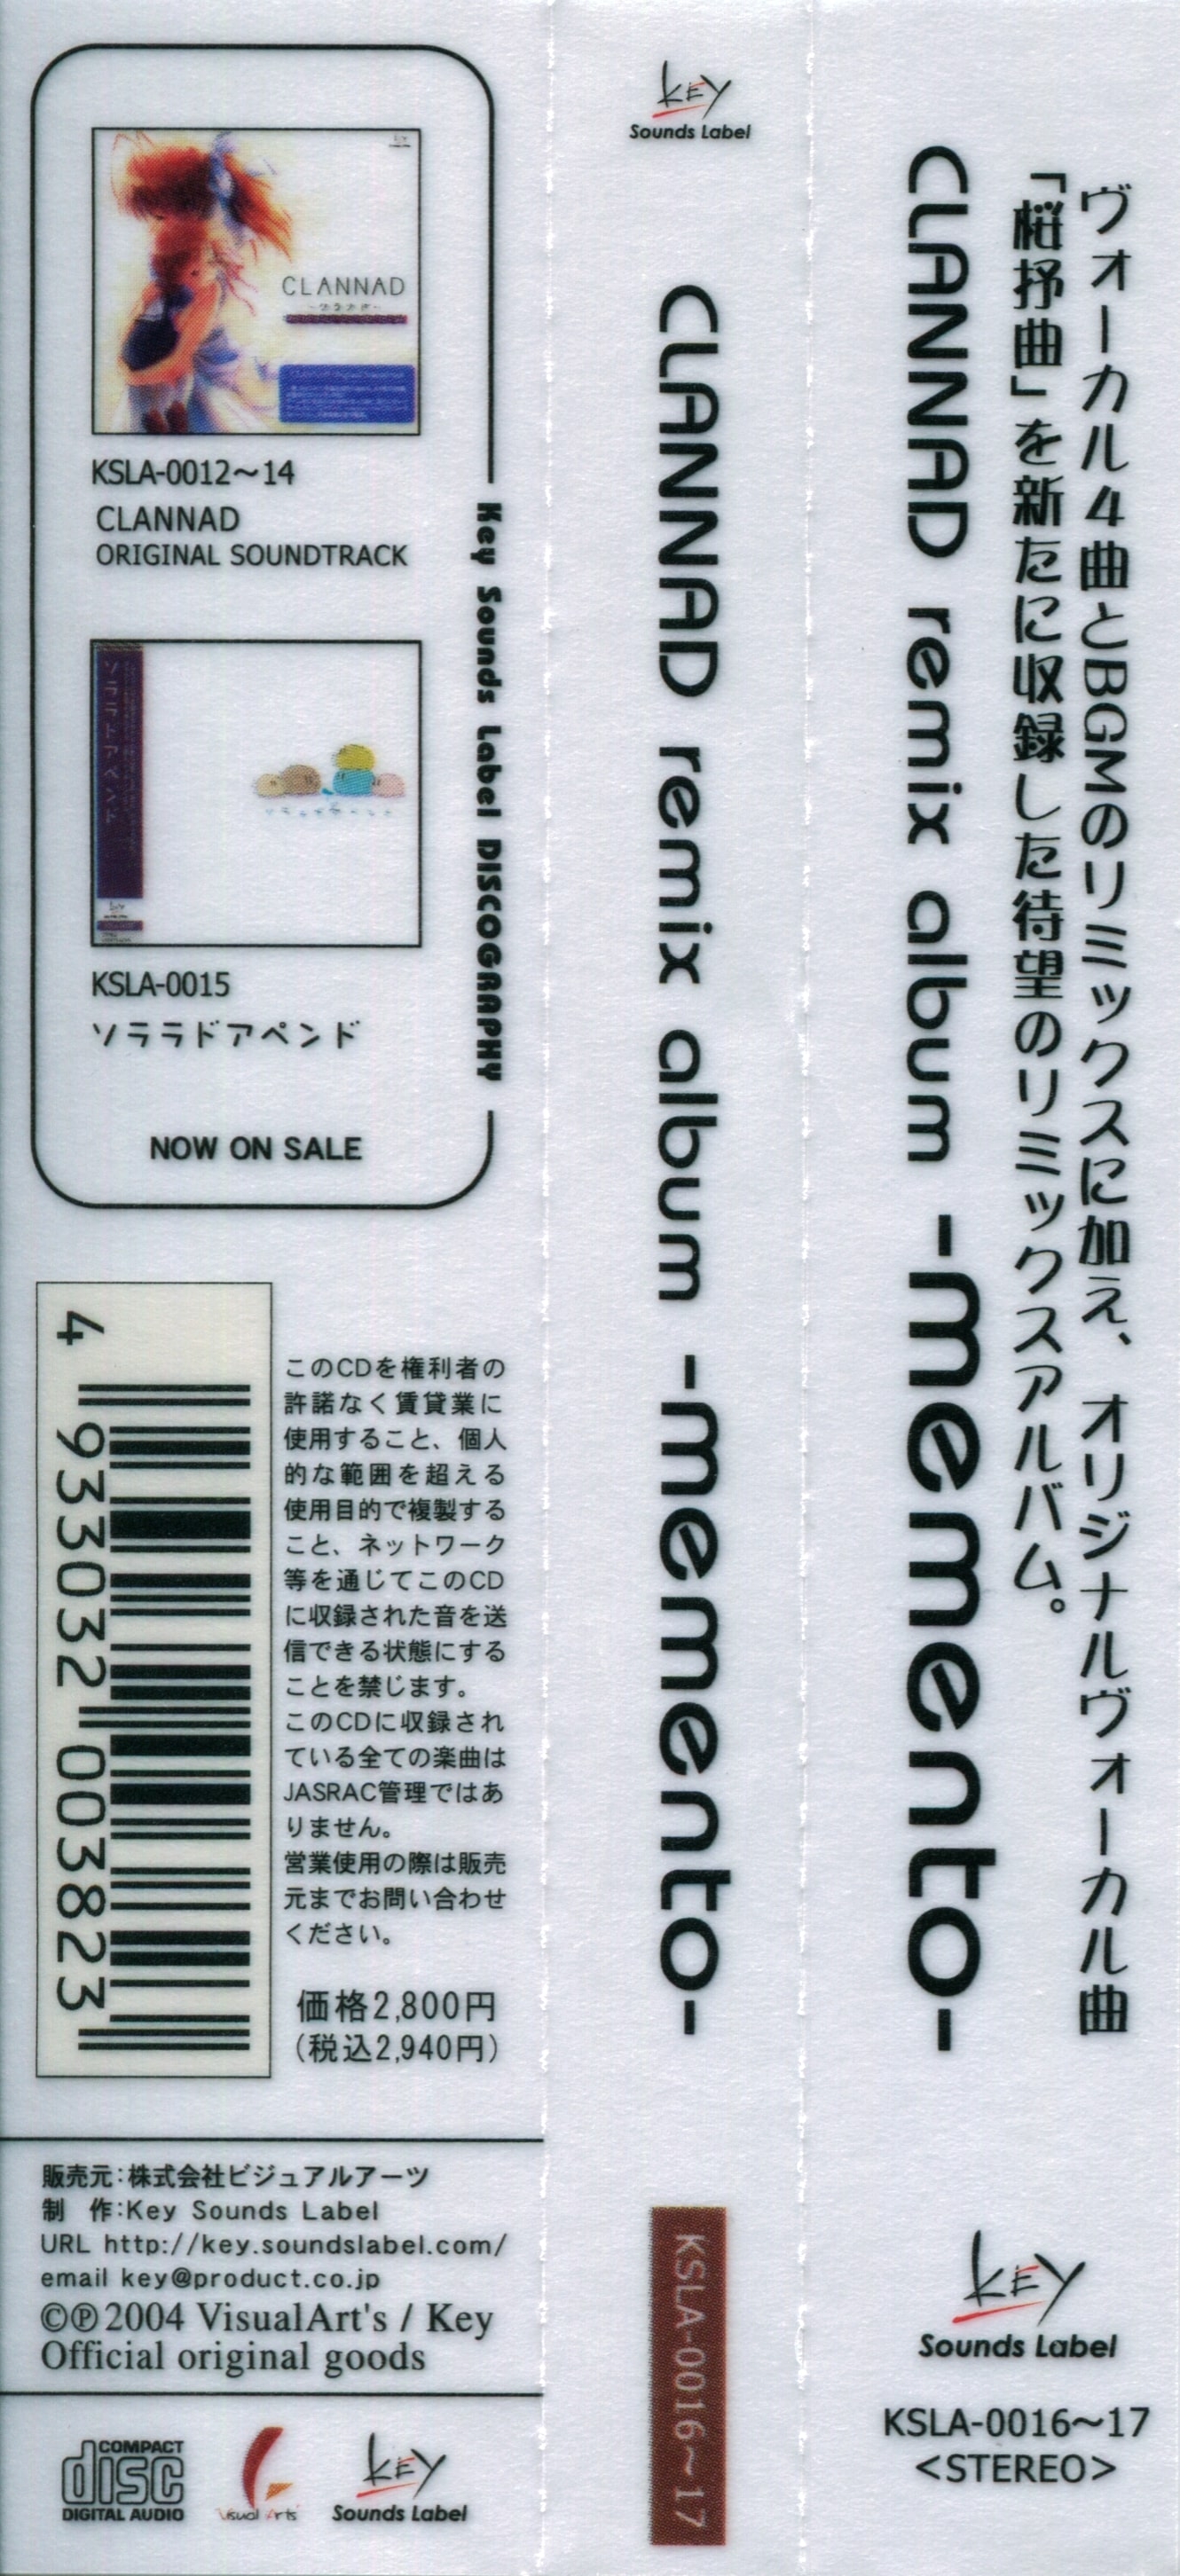 ヴォーカル4曲とBGMのリミックスに加え、オリジナルヴォーカル曲
「桜抒曲」を新たに収録した待望のリミックスアルバム。
CLANNAD remix album -memento-
KEY
Sounds Label
KSLA-0016～17
<STEREO>
KEY
Sounds Label
CLANNAD remix album -memento-
KSLA-0016～17
Key Sounds Label DISCOGRAPHY
CLANNAD
KSLA-0012～14
CLANNAD
ORIGINAL SOUNDTRACK
KSLA-0015
ソララドアペンド
NOW ON SALE
4 933032 003823
このCDを権利者の
許諾なく賃貸業に
使用すること、個人
的な範囲を超える
使用目的で複製する
こと、ネットワーク
等を通じてこのCD
に収録された音を送
信できる状態にする
ことを禁じます。
このCDに収録され
ている全ての楽曲は
JASRAC管理ではあ
りません。
営業使用の際は販売
元までお問い合わせ
ください。
価格2,800円
(税込2,940円)
販売元:株式会社ビジュアルアーツ
制 作:Key Sounds Label
URL http://key.soundslabel.com/
email key@product.co.jp
©℗2004 VisualArt's / Key
Official original goods
COMPACT
disc
DIGITAL AUDIO
Visual Arts
KEY
Sounds Label